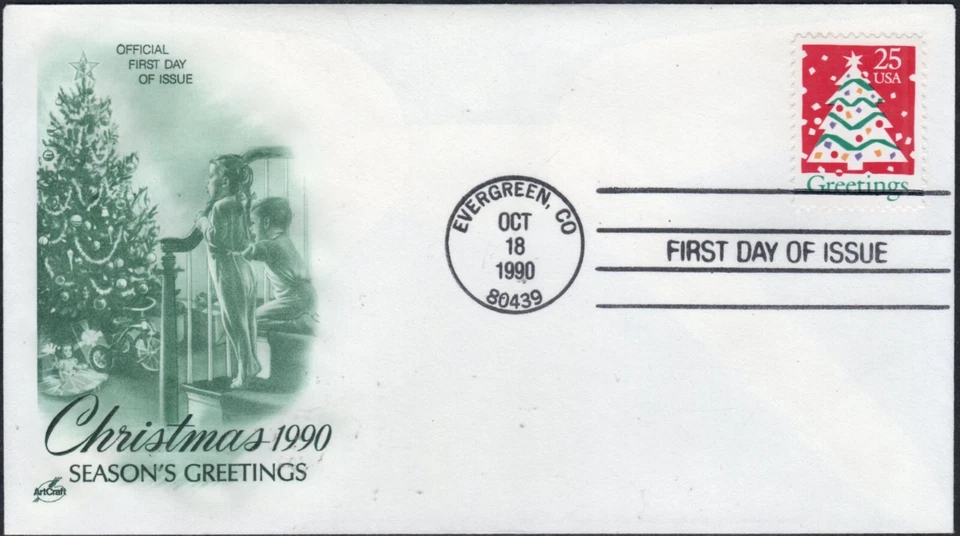 OFFICIAL
FIRST DAY
OF ISSUE
25
USA
Greetings
EVERGREEN, CO
OCT
18
1990
80439
FIRST DAY OF ISSUE
Christmas 1990
SEASON'S GREETINGS
ArtCraft